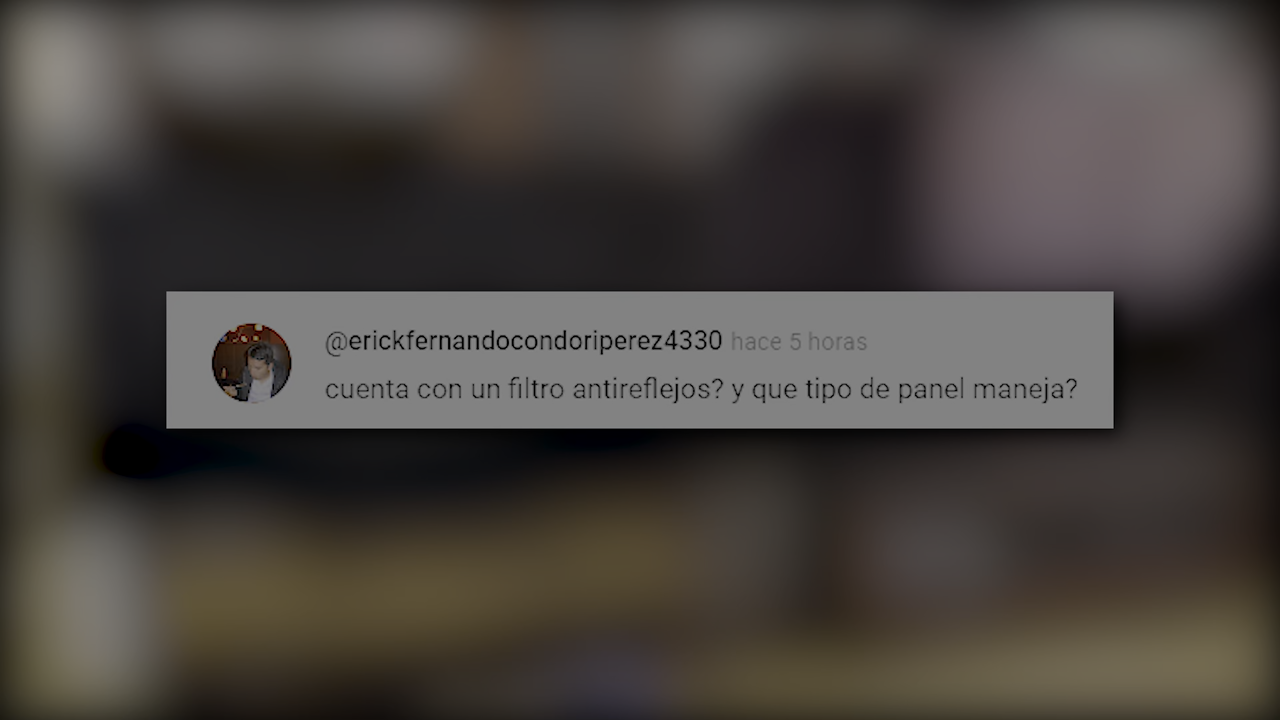 @erickfernandocondoriperez4330 hace 5 horas
cuenta con un filtro antireflejos? y que tipo de panel maneja?